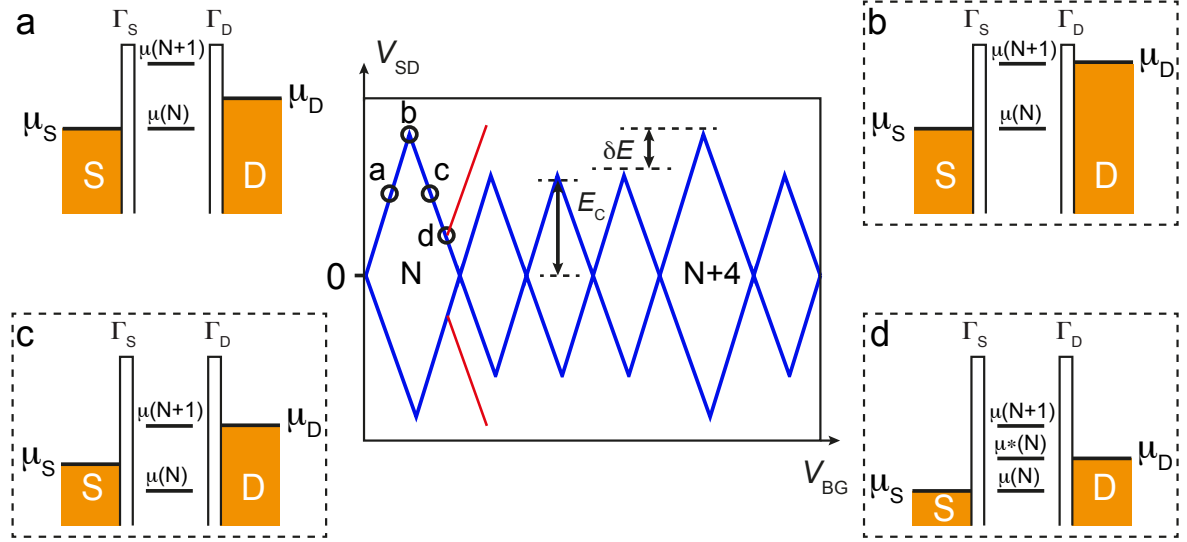 a
Γ_S Γ_D
μ(N+1)
μ_S μ(N) μ_D
S D
V_SD
b
a c
d
N
0
δE
E_C
N+4
V_BG
b
Γ_S Γ_D
μ(N+1)
μ_D
μ_S μ(N)
S D
c
Γ_S Γ_D
μ(N+1)
μ_D
μ_S
μ(N)
S D
d
Γ_S Γ_D
μ(N+1)
μ*(N)
μ_D
μ_S μ(N)
S D